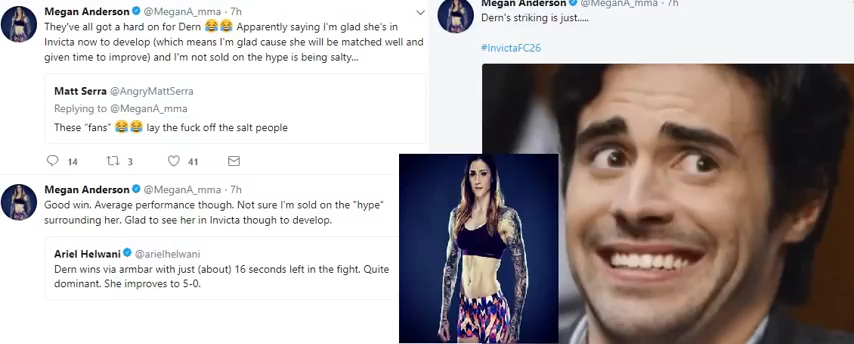 Megan Anderson @MeganA_mma · 7h
They've all got a hard on for Dern 😂😂 Apparently saying I'm glad she's in
Invicta now to develop (which means I'm glad cause she will be matched well and
given time to improve) and I'm not sold on the hype is being salty...
Matt Serra @AngryMattSerra
Replying to @MeganA_mma
These "fans" 😂😂 lay the fuck off the salt people
14 3 41
Megan Anderson @MeganA_mma · 7h
Good win. Average performance though. Not sure I'm sold on the "hype"
surrounding her. Glad to see her in Invicta though to develop.
Ariel Helwani @arielhelwani
Dern wins via armbar with just (about) 16 seconds left in the fight. Quite
dominant. She improves to 5-0.
Megan Anderson @MeganA_mma · 7h
Dern's striking is just.....
#InvictaFC26